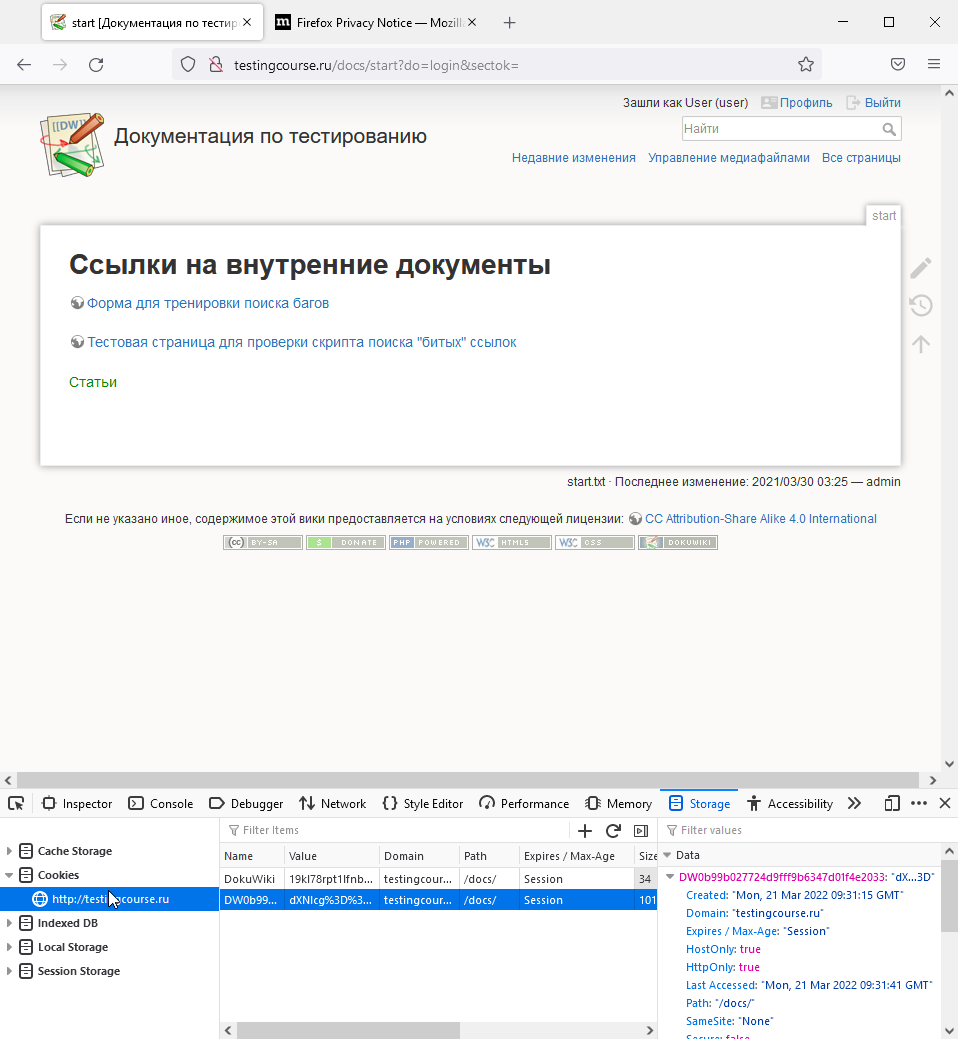 start [Документация по тестир
Firefox Privacy Notice — Mozill
testingcourse.ru/docs/start?do=login&sectok=
Зашли как User (user) Профиль Выйти
[[DW]]
Документация по тестированию
Найти
Недавние изменения Управление медиафайлами Все страницы
start
Ссылки на внутренние документы
Форма для тренировки поиска багов
Тестовая страница для проверки скрипта поиска "битых" ссылок
Статьи
start.txt · Последнее изменение: 2021/03/30 03:25 — admin
Если не указано иное, содержимое этой вики предоставляется на условиях следующей лицензии: CC Attribution-Share Alike 4.0 International
(cc) BY-SA $ DONATE PHP POWERED W3C HTML5 W3C CSS DOKUWIKI
Inspector Console Debugger Network Style Editor Performance Memory Storage Accessibility
Cache Storage
Cookies
http://testingcourse.ru
Indexed DB
Local Storage
Session Storage
Filter Items
Name Value Domain Path Expires / Max-Age Size
DokuWiki 19kl78rpt1lfnb... testingcour... /docs/ Session 34
DW0b99... dXNlcg%3D%3... testingcour... /docs/ Session 101
Filter values
Data
DW0b99b027724d9fff9b6347d01f4e2033: "dX...3D"
Created: "Mon, 21 Mar 2022 09:31:15 GMT"
Domain: "testingcourse.ru"
Expires / Max-Age: "Session"
HostOnly: true
HttpOnly: true
Last Accessed: "Mon, 21 Mar 2022 09:31:41 GMT"
Path: "/docs/"
SameSite: "None"
Secure: false